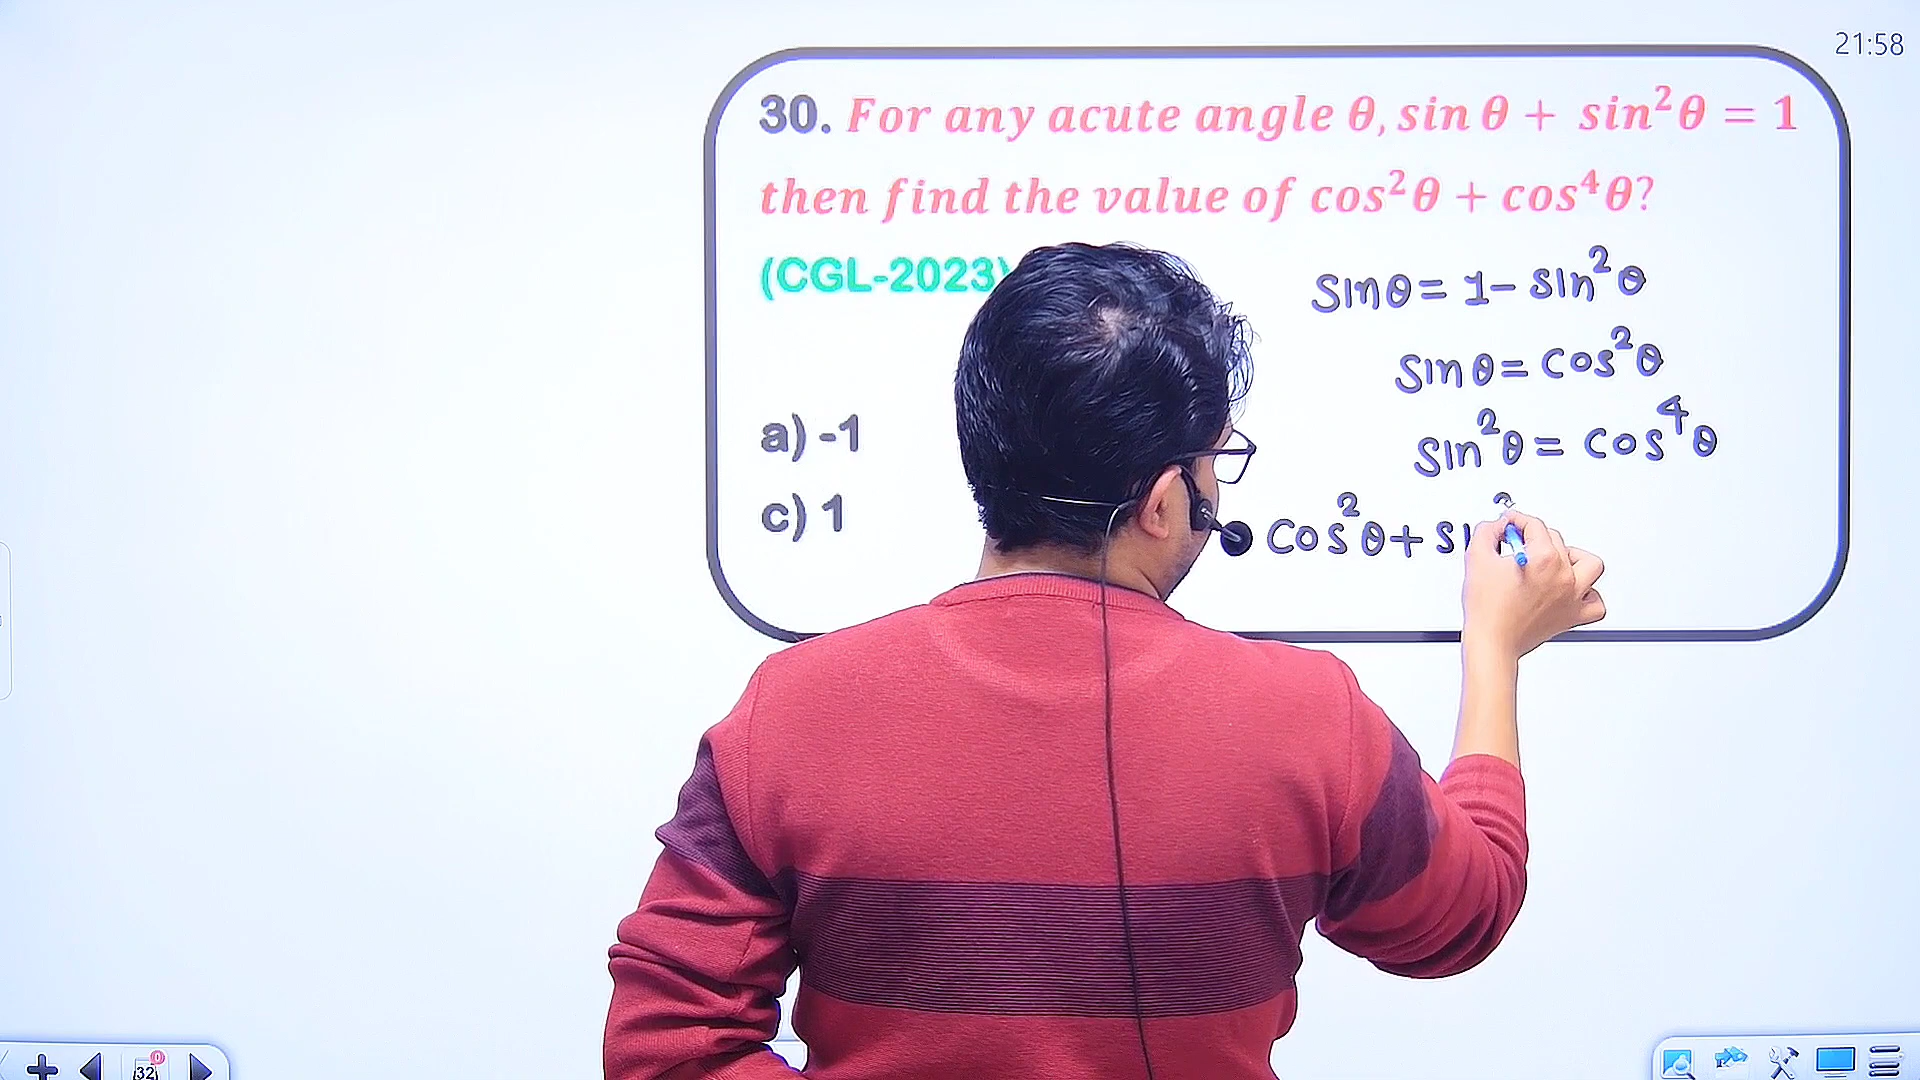 21:58
30. For any acute angle θ, sin θ + sin²θ = 1
then find the value of cos²θ + cos⁴θ?
(CGL-2023)
sinθ = 1 - sin²θ
sinθ = cos²θ
a) -1
sin²θ = cos⁴θ
c) 1
cos²θ +
32
0